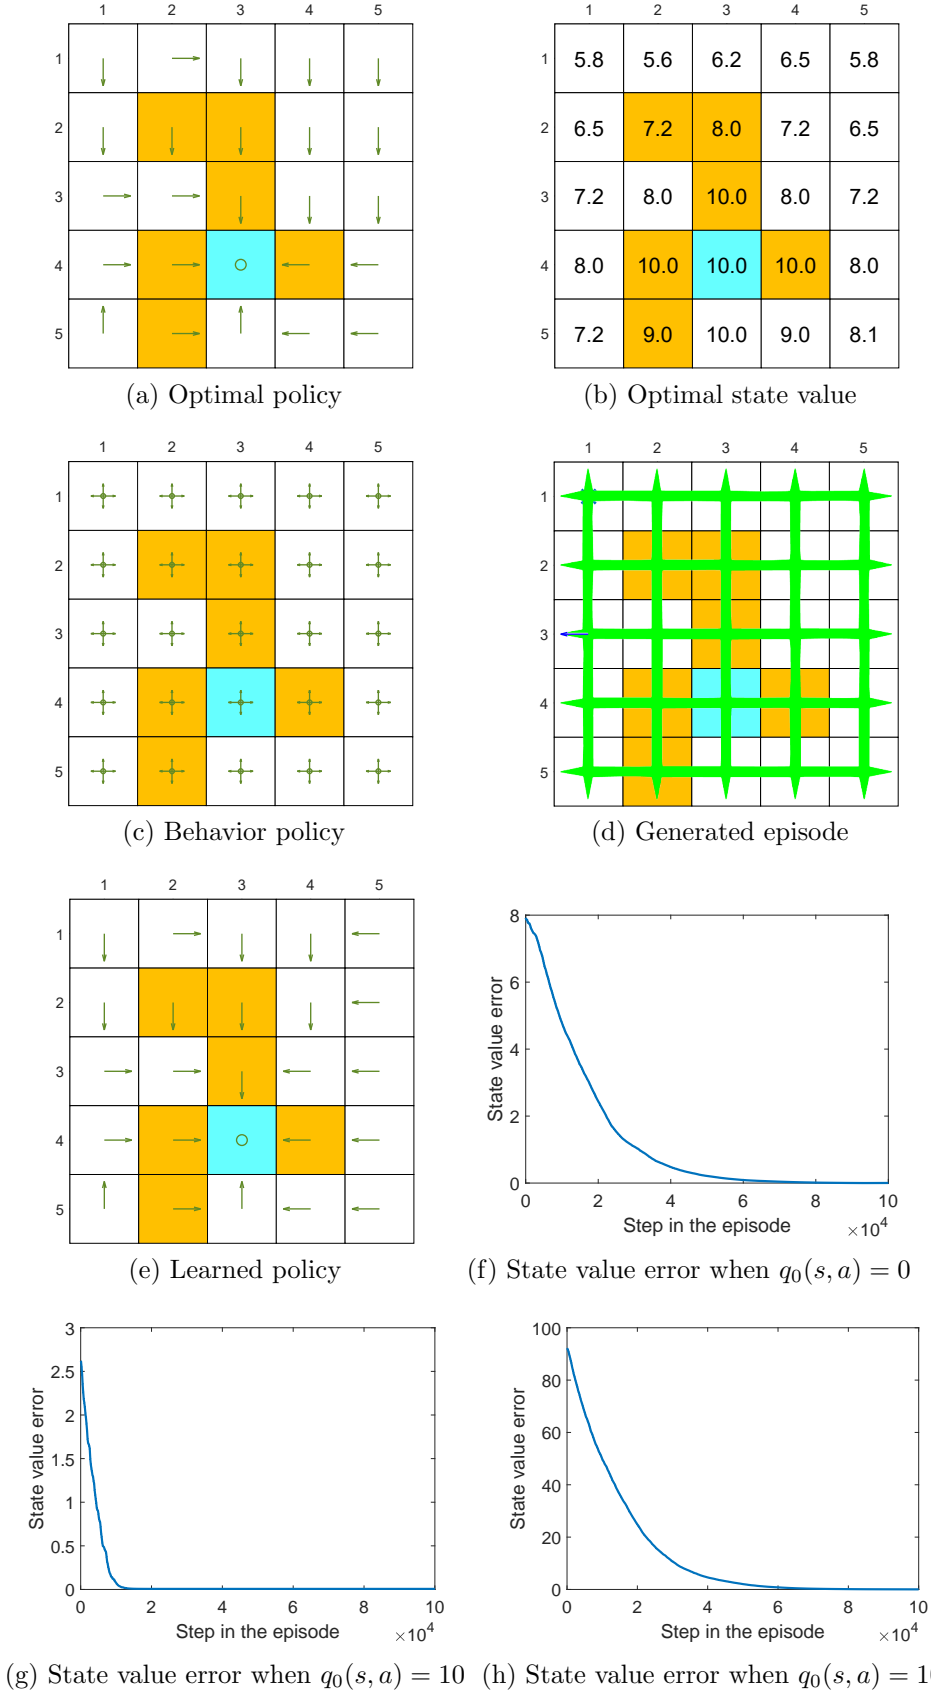 1 2 3 4 5
1 2 3 4 5
1
1 5.8 5.6 6.2 6.5 5.8
2
2 6.5 7.2 8.0 7.2 6.5
3
3 7.2 8.0 10.0 8.0 7.2
4
4 8.0 10.0 10.0 10.0 8.0
5
5 7.2 9.0 10.0 9.0 8.1
(a) Optimal policy
(b) Optimal state value
1 2 3 4 5
1
2
3
4
5
(c) Behavior policy
1 2 3 4 5
1
2
3
4
5
(d) Generated episode
1 2 3 4 5
1
2
3
4
5
(e) Learned policy
8
6
4
2
0
State value error
0 2 4 6 8 10
Step in the episode
×10⁴
(f) State value error when q₀(s, a) = 0
3
2.5
2
1.5
1
0.5
0
State value error
0 2 4 6 8 10
Step in the episode
×10⁴
(g) State value error when q₀(s, a) = 10
100
80
60
40
20
0
State value error
0 2 4 6 8 10
Step in the episode
×10⁴
(h) State value error when q₀(s, a) =